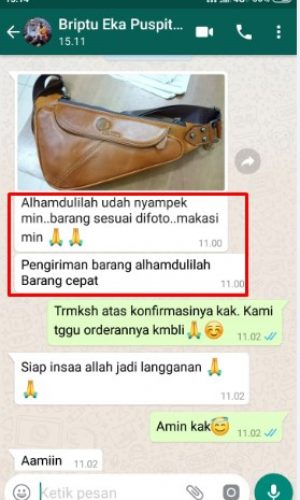 15.14
Briptu Eka Puspit...
15.11
Alhamdulilah udah nyampek
min..barang sesuai difoto..makasi
min 🙏 🙏
11.00
Pengiriman barang alhamdulilah
Barang cepat
11.00
Trmksh atas konfirmasinya kak. Kami
tggu orderannya kmbli🙏☺️
11.02
Siap insaa allah jadi langganan 🙏
🙏
11.02
Amin kak😅 11.02
Aamiin 11.02
Ketik pesan